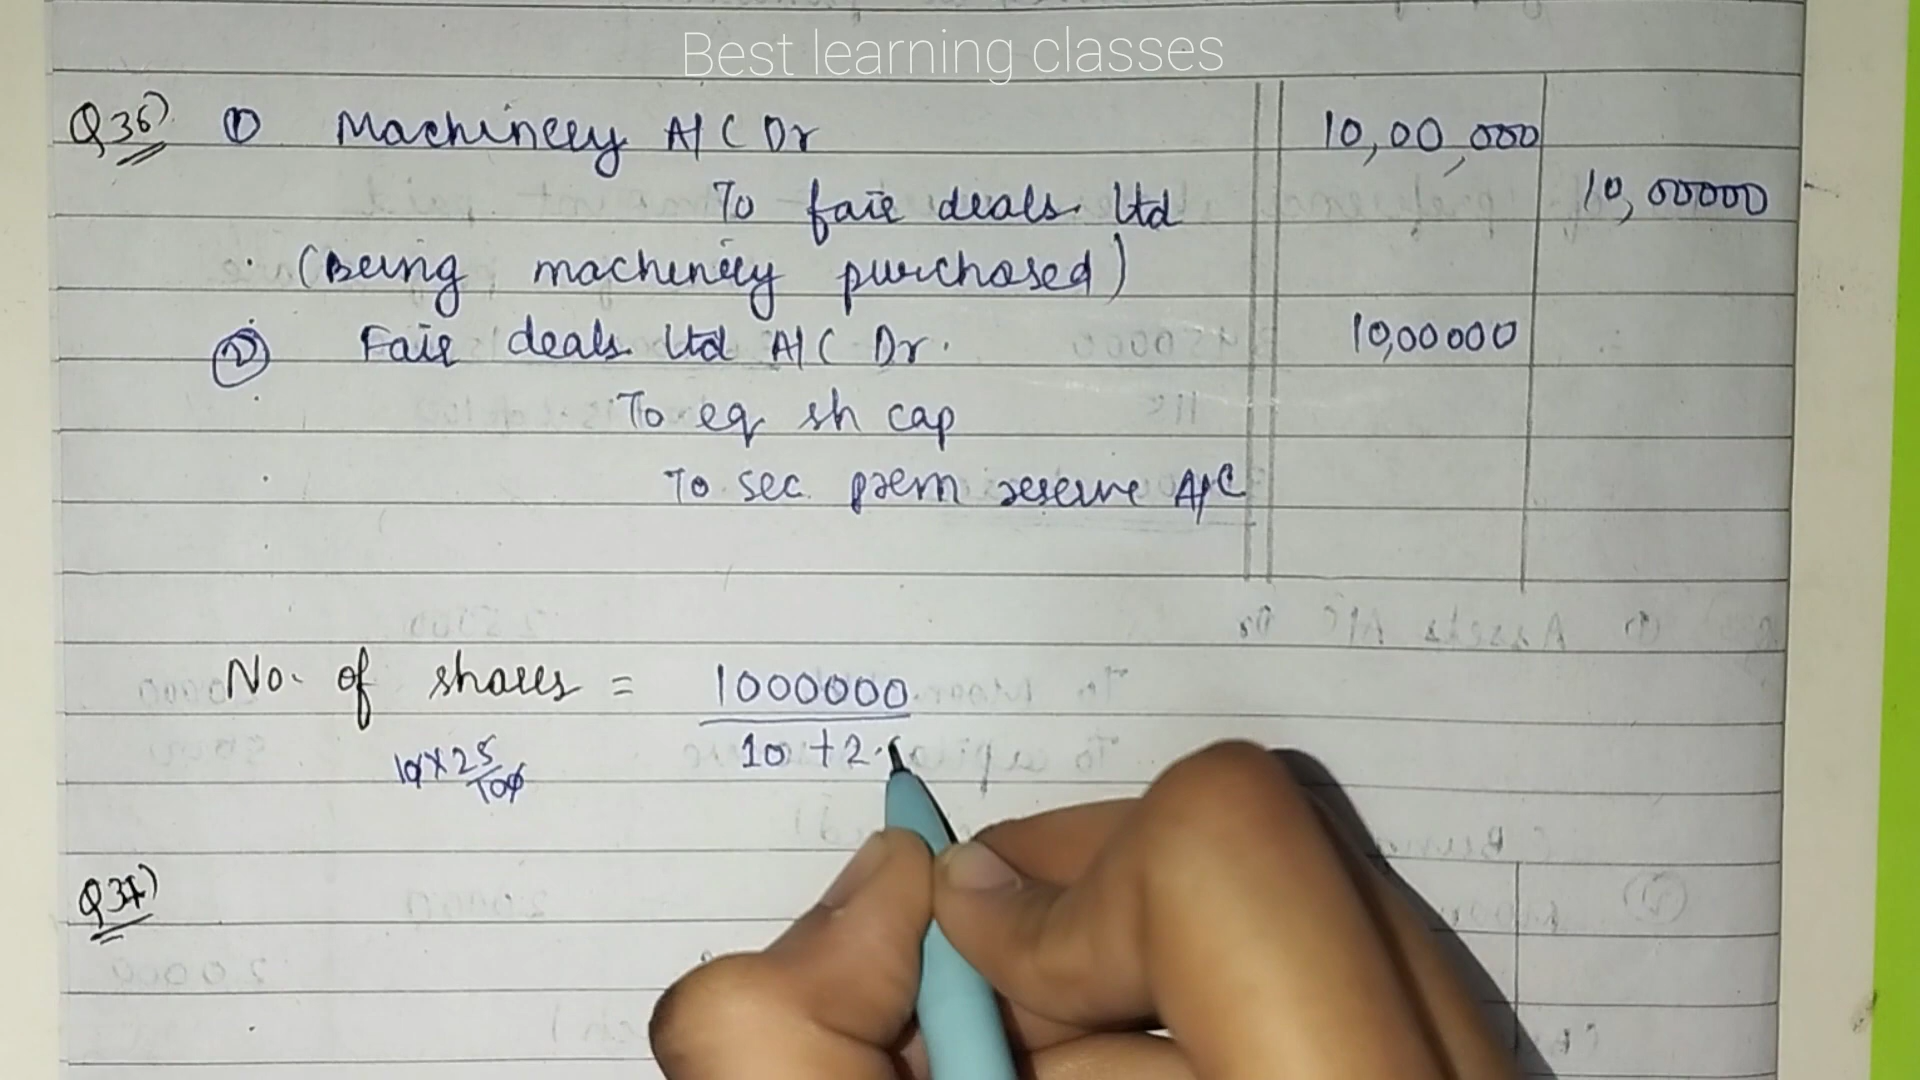 Best learning classes
Q36) ① Machinery A/C Dr 10,00,000
To fair deals Ltd 10,00000
(Being machinery purchased)
② Fair deals Ltd A/C Dr. 10,00000
To eq sh cap
To sec. prem reserve A/C
No. of shares = 1000000
10 + 2.
10 × 25
100
Q37)